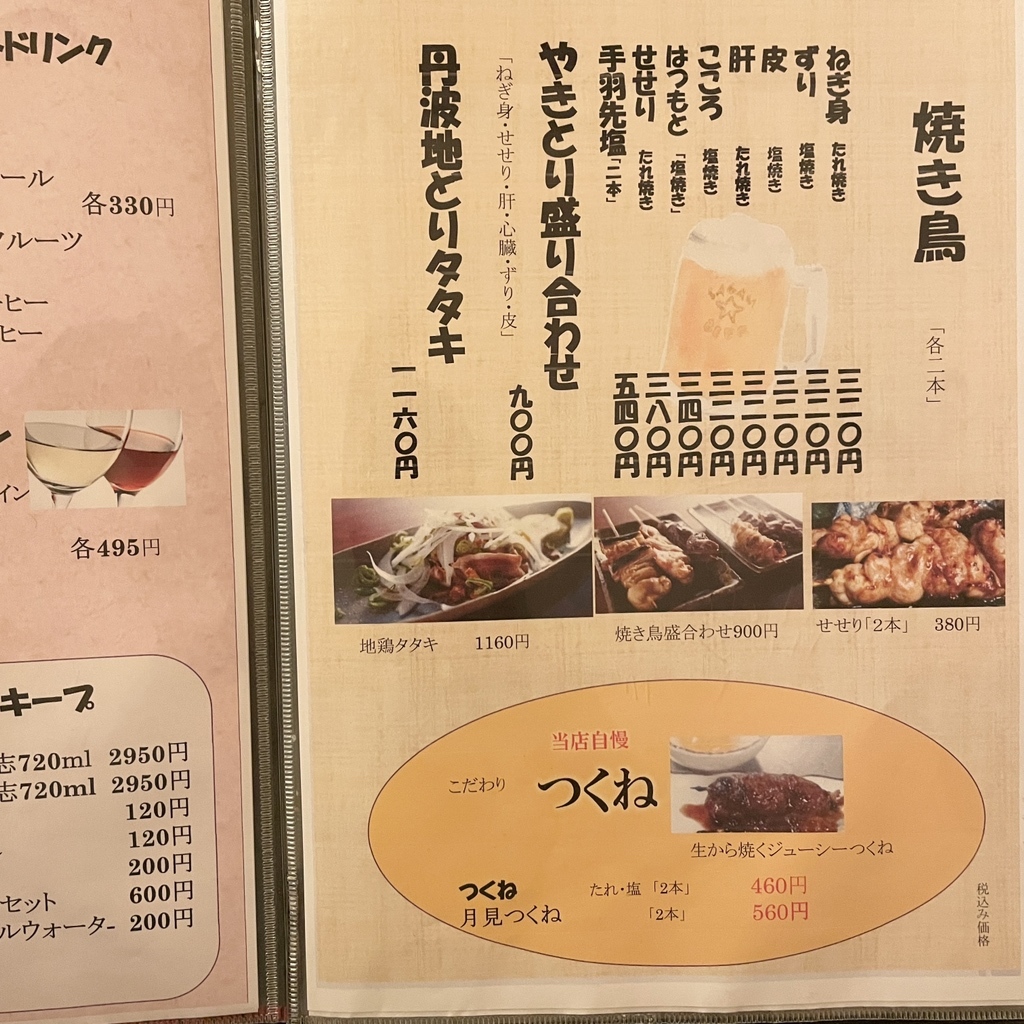 焼き鳥
「各二本」
ねぎ身 たれ焼き 三二〇円
ずり 塩焼き 三二〇円
皮 塩焼き 三二〇円
肝 たれ焼き 三二〇円
こころ 塩焼き 三二〇円
はつもと 「塩焼き」 三四〇円
せせり たれ焼き 三八〇円
手羽先塩「二本」 五四〇円
やきとり盛り合わせ 九〇〇円
「ねぎ身・せせり・肝・心臓・ずり・皮」
丹波地どりタタキ 一一六〇円
地鶏タタキ 1160円
焼き鳥盛合わせ900円
せせり「2本」 380円
当店自慢
こだわり つくね
生から焼くジューシーつくね
つくね たれ・塩「2本」 460円
月見つくね 「2本」 560円
税込み価格
ドリンク
ール
各330円
フルーツ
ーヒー
ヒー
イン
各495円
キープ
志720ml 2950円
志720ml 2950円
120円
120円
200円
セット 600円
ルウォータ- 200円